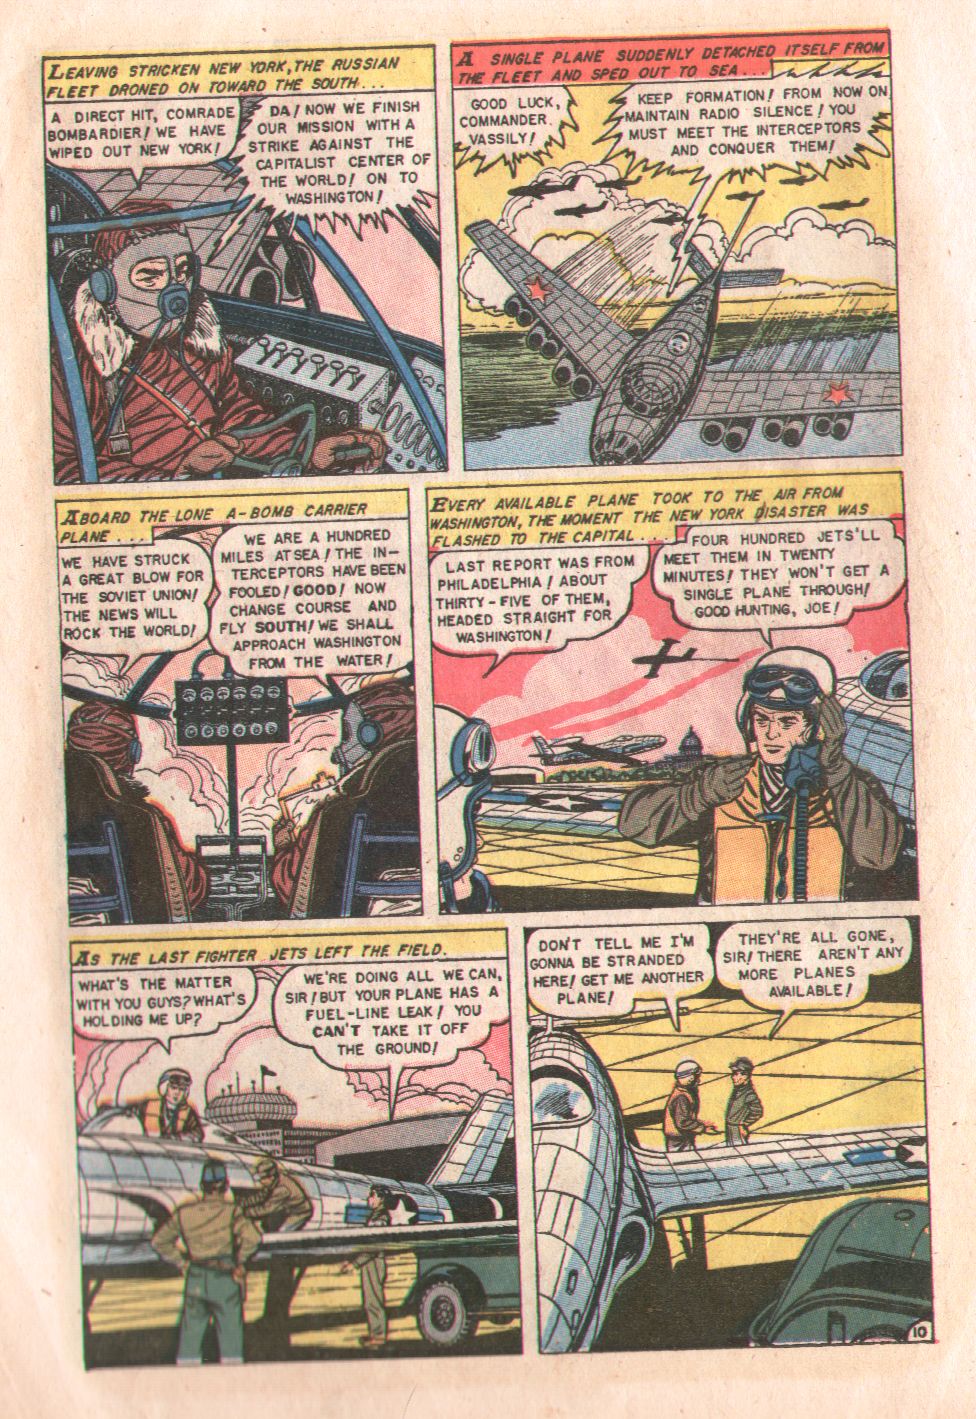 LEAVING STRICKEN NEW YORK, THE RUSSIAN
FLEET DRONED ON TOWARD THE SOUTH...
A DIRECT HIT, COMRADE
BOMBARDIER! WE HAVE
WIPED OUT NEW YORK!
DA! NOW WE FINISH
OUR MISSION WITH A
STRIKE AGAINST THE
CAPITALIST CENTER OF
THE WORLD! ON TO
WASHINGTON!
A SINGLE PLANE SUDDENLY DETACHED ITSELF FROM
THE FLEET AND SPED OUT TO SEA...
GOOD LUCK,
COMMANDER
VASSILY!
KEEP FORMATION! FROM NOW ON
MAINTAIN RADIO SILENCE! YOU
MUST MEET THE INTERCEPTORS
AND CONQUER THEM!
ABOARD THE LONE A-BOMB CARRIER
PLANE...
WE HAVE STRUCK
A GREAT BLOW FOR
THE SOVIET UNION!
THE NEWS WILL
ROCK THE WORLD!
WE ARE A HUNDRED
MILES AT SEA! THE IN-
TERCEPTORS HAVE BEEN
FOOLED! GOOD! NOW
CHANGE COURSE AND
FLY SOUTH! WE SHALL
APPROACH WASHINGTON
FROM THE WATER!
EVERY AVAILABLE PLANE TOOK TO THE AIR FROM
WASHINGTON, THE MOMENT THE NEW YORK DISASTER WAS
FLASHED TO THE CAPITAL...
LAST REPORT WAS FROM
PHILADELPHIA! ABOUT
THIRTY-FIVE OF THEM,
HEADED STRAIGHT FOR
WASHINGTON!
FOUR HUNDRED JETS'LL
MEET THEM IN TWENTY
MINUTES! THEY WON'T GET A
SINGLE PLANE THROUGH!
GOOD HUNTING, JOE!
AS THE LAST FIGHTER JETS LEFT THE FIELD.
WHAT'S THE MATTER
WITH YOU GUYS? WHAT'S
HOLDING ME UP?
WE'RE DOING ALL WE CAN,
SIR! BUT YOUR PLANE HAS A
FUEL-LINE LEAK! YOU
CAN'T TAKE IT OFF
THE GROUND!
DON'T TELL ME I'M
GONNA BE STRANDED
HERE! GET ME ANOTHER
PLANE!
THEY'RE ALL GONE,
SIR! THERE AREN'T ANY
MORE PLANES
AVAILABLE!
10